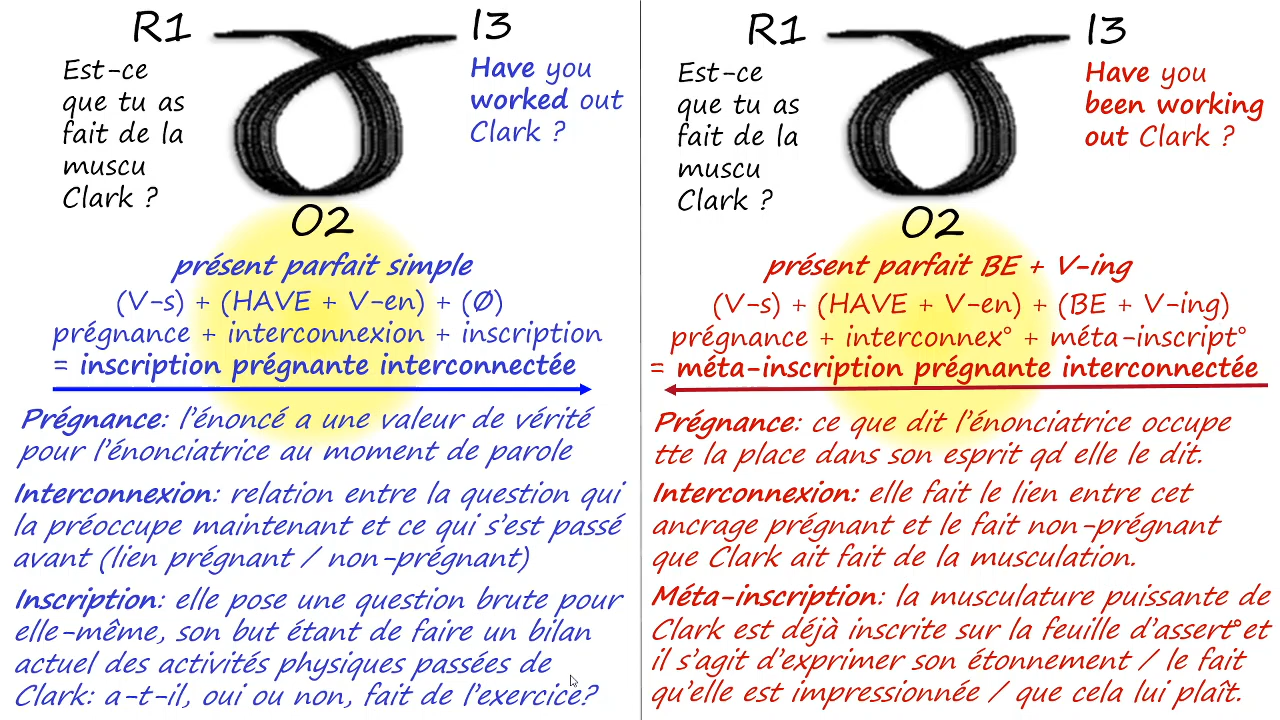 R1
I3
Est-ce
que tu as
fait de la
muscu
Clark ?
Have you
worked out
Clark ?
O2
présent parfait simple
(V-s) + (HAVE + V-en) + (Ø)
prégnance + interconnexion + inscription
= inscription prégnante interconnectée
Prégnance: l'énoncé a une valeur de vérité
pour l'énonciatrice au moment de parole
Interconnexion: relation entre la question qui
la préoccupe maintenant et ce qui s'est passé
avant (lien prégnant / non-prégnant)
Inscription: elle pose une question brute pour
elle-même, son but étant de faire un bilan
actuel des activités physiques passées de
Clark: a-t-il, oui ou non, fait de l'exercice?
R1
I3
Est-ce
que tu as
fait de la
muscu
Clark ?
Have you
been working
out Clark ?
O2
présent parfait BE + V-ing
(V-s) + (HAVE + V-en) + (BE + V-ing)
prégnance + interconnex° + méta-inscript°
= méta-inscription prégnante interconnectée
Prégnance: ce que dit l'énonciatrice occupe
tte la place dans son esprit qd elle le dit.
Interconnexion: elle fait le lien entre cet
ancrage prégnant et le fait non-prégnant
que Clark ait fait de la musculation.
Méta-inscription: la musculature puissante de
Clark est déjà inscrite sur la feuille d'assert° et
il s'agit d'exprimer son étonnement / le fait
qu'elle est impressionnée / que cela lui plaît.